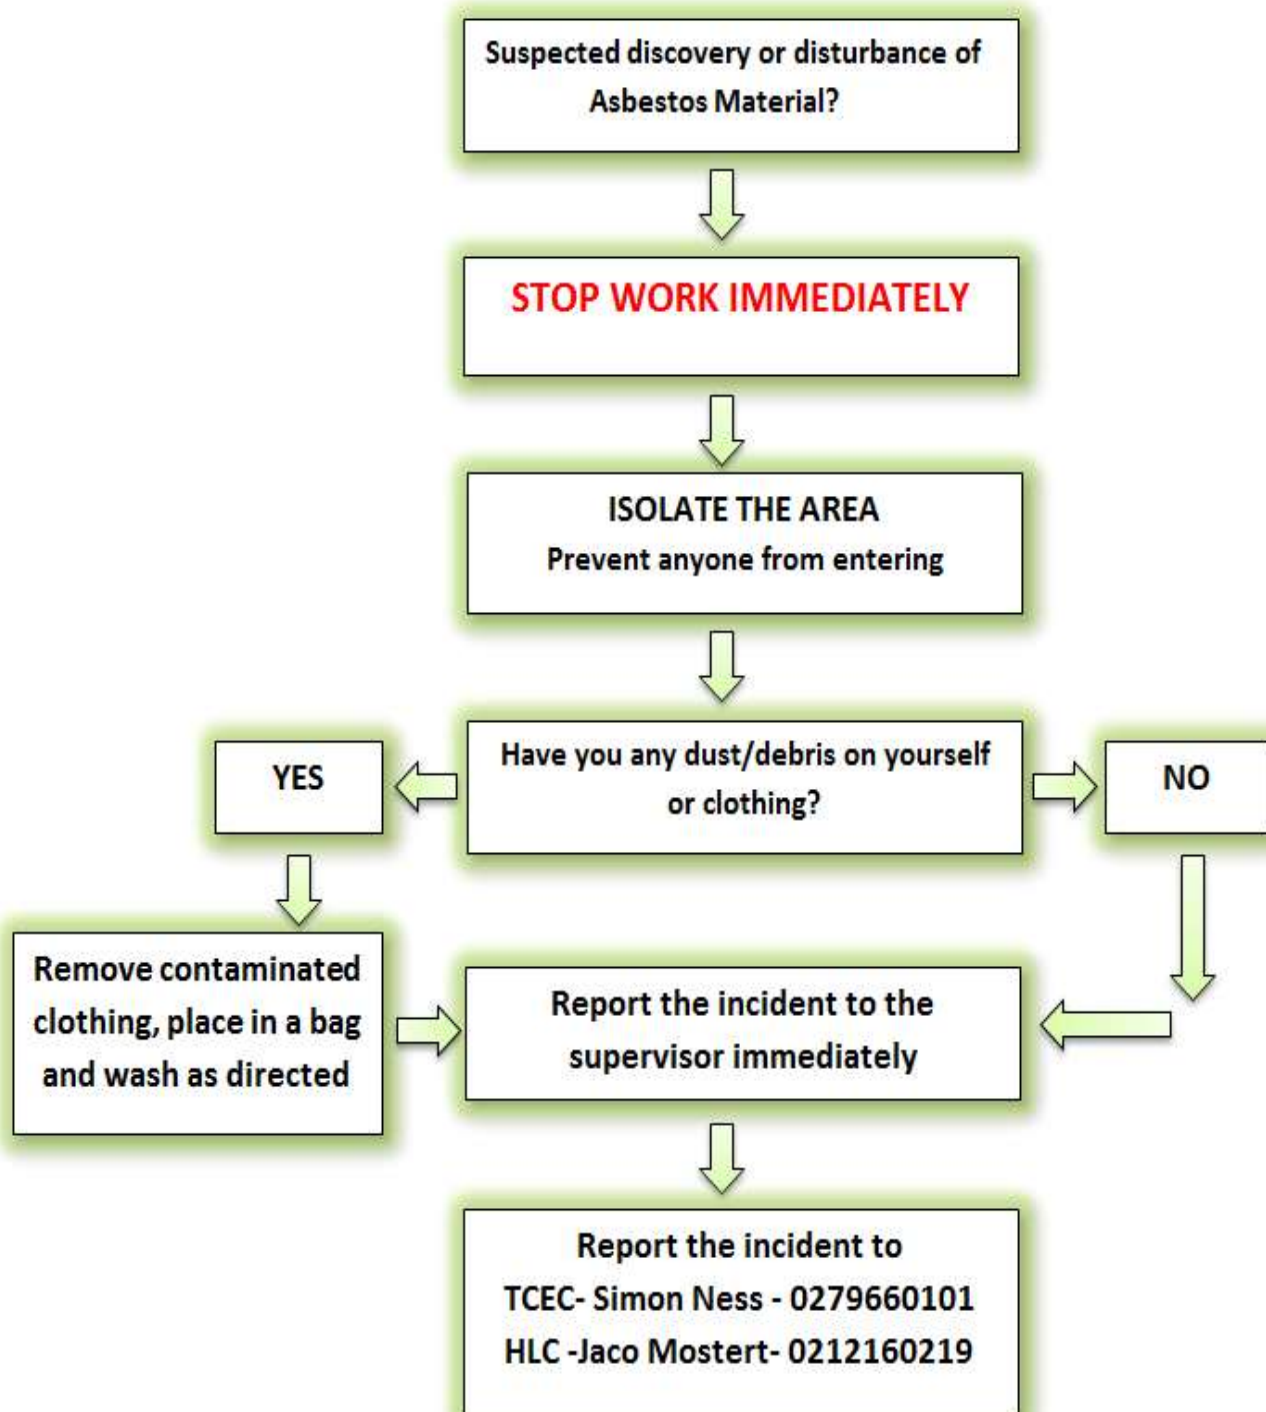 Suspected discovery or disturbance of
Asbestos Material?
STOP WORK IMMEDIATELY
ISOLATE THE AREA
Prevent anyone from entering
Have you any dust/debris on yourself
or clothing?
YES
NO
Remove contaminated
clothing, place in a bag
and wash as directed
Report the incident to the
supervisor immediately
Report the incident to
TCEC- Simon Ness - 0279660101
HLC -Jaco Mostert- 0212160219